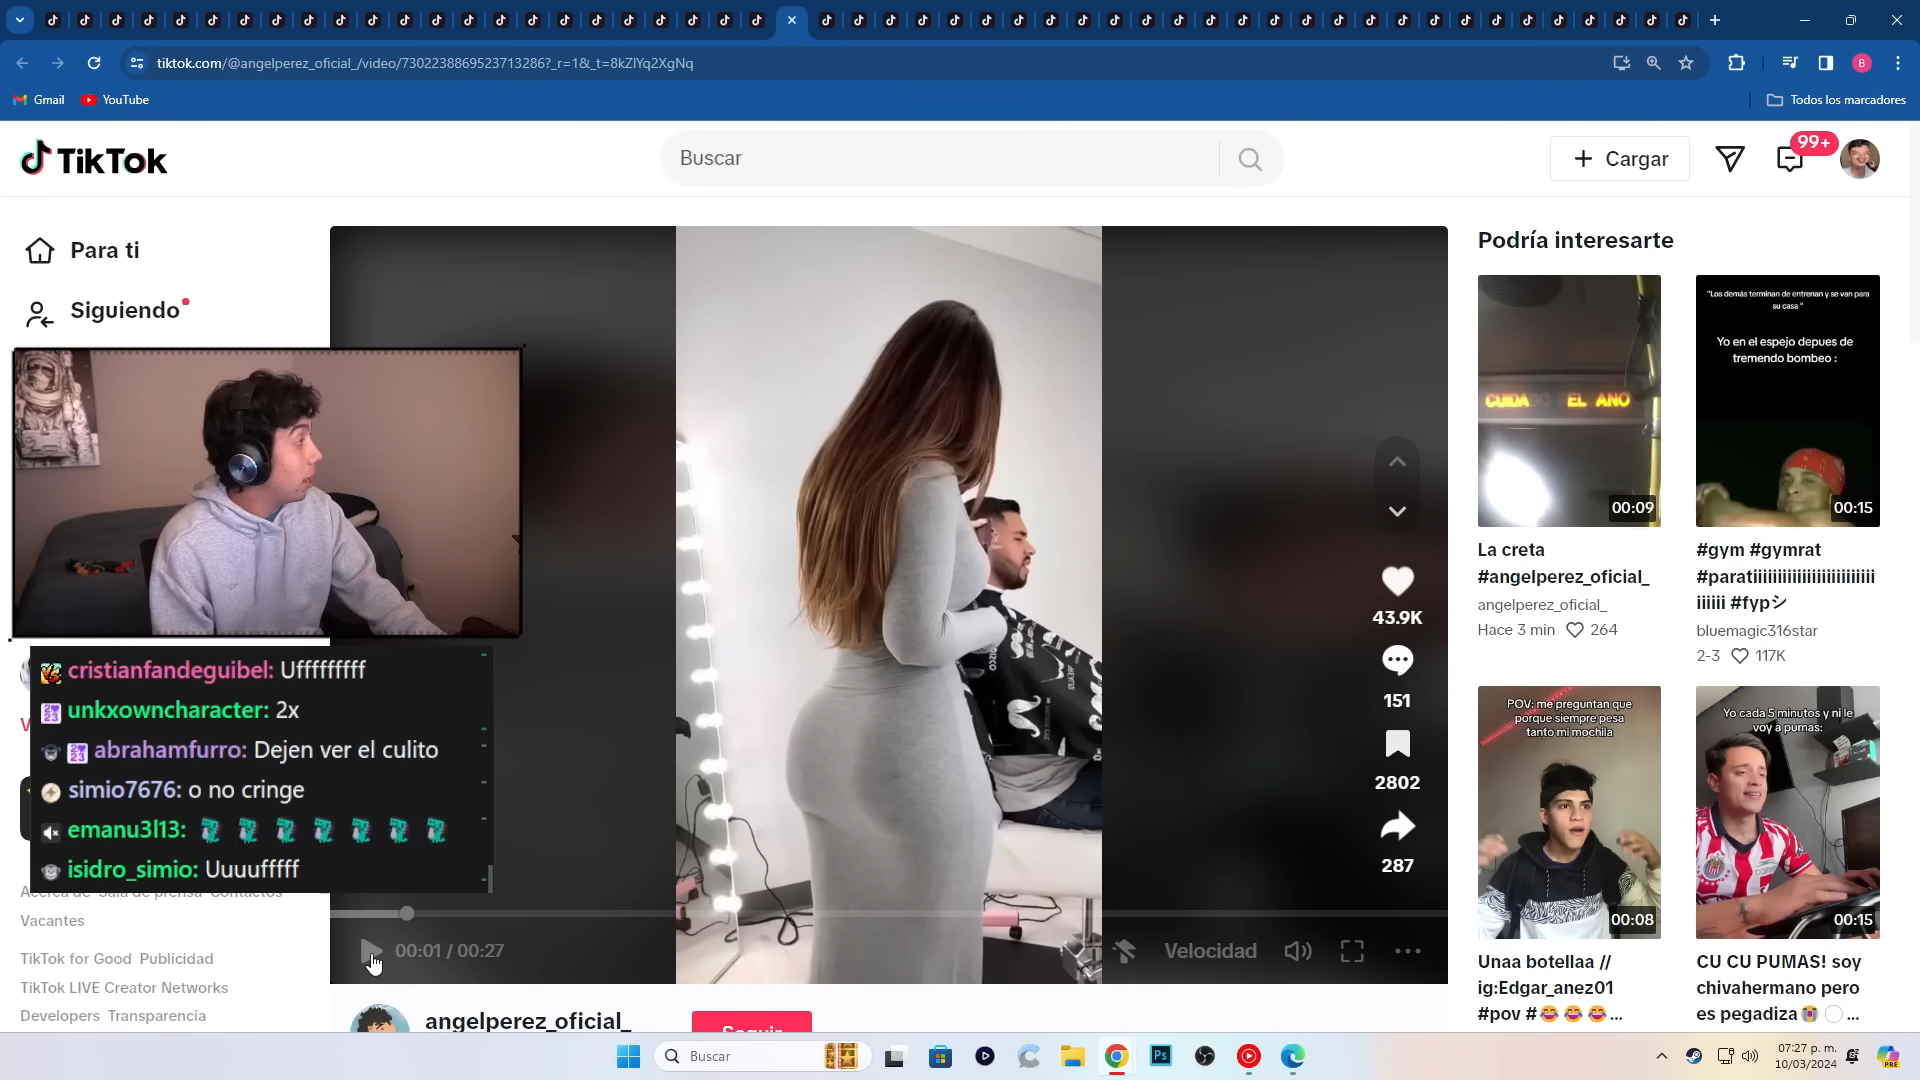 tiktok.com/@angelperez_oficial_/video/7302238869523713286?_r=1&_t=8kZlYq2XgNq
B
Gmail
YouTube
Todos los marcadores
TikTok
Buscar
Cargar
99+
Para ti
Siguiendo
Podría interesarte
CUIDADO EL ANO
00:09
"Los demás terminan de entrenan y se van para
su casa "
Yo en el espejo depues de
tremendo bombeo :
00:15
La creta
#angelperez_oficial_
angelperez_oficial_
Hace 3 min 264
#gym #gymrat
#paratiiiiiiiiiiiiiiiiiiiiiiiiii
iiiiii #fypシ
bluemagic316star
2-3 117K
43.9K
151
2802
287
cristianfandeguibel: Ufffffffff
unkxowncharacter: 2x
abrahamfurro: Dejen ver el culito
simio7676: o no cringe
emanu3l13:
isidro_simio: Uuuufffff
Vacantes
TikTok for Good Publicidad
TikTok LIVE Creator Networks
Developers Transparencia
00:01 / 00:27
Velocidad
angelperez_oficial_
Seguir
POV: me preguntan que
porque siempre pesa
tanto mi mochila
00:08
Yo cada 5 minutos y ni le
voy a pumas:
00:15
Unaa botellaa //
ig:Edgar_anez01
#pov #😂😂😂...
CU CU PUMAS! soy
chivahermano pero
es pegadiza😭...
Buscar
Ps
07:27 p. m.
10/03/2024
PRE